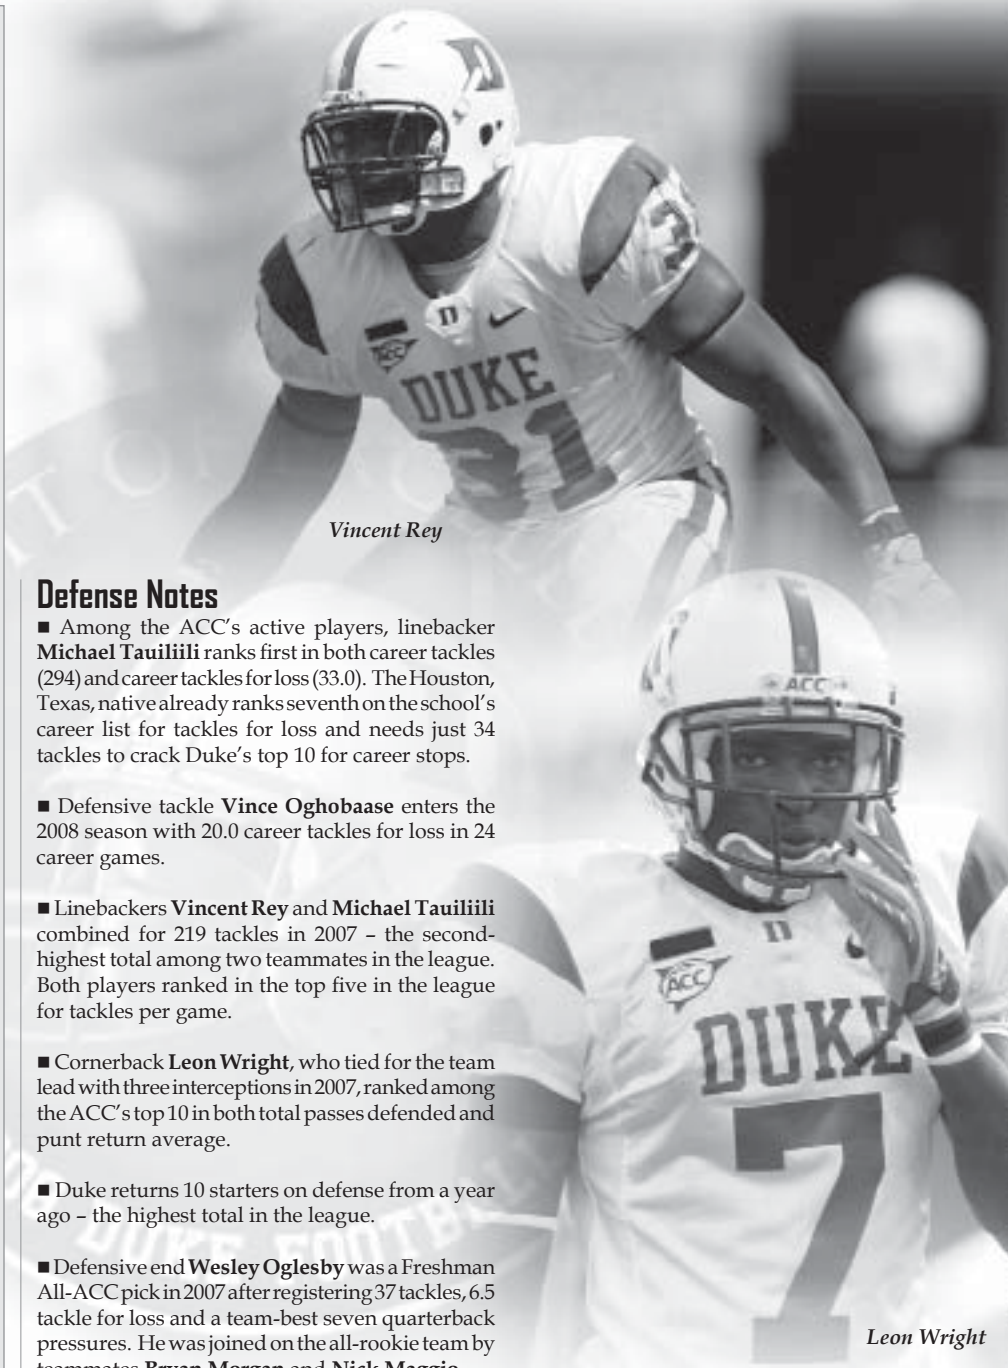 ACC
DUKE
31
Vincent Rey
Defense Notes
■ Among the ACC's active players, linebacker
Michael Tauiliili ranks first in both career tackles
(294) and career tackles for loss (33.0). The Houston,
Texas, native already ranks seventh on the school's
career list for tackles for loss and needs just 34
tackles to crack Duke's top 10 for career stops.
■ Defensive tackle Vince Oghobaase enters the
2008 season with 20.0 career tackles for loss in 24
career games.
■ Linebackers Vincent Rey and Michael Tauiliili
combined for 219 tackles in 2007 – the second-
highest total among two teammates in the league.
Both players ranked in the top five in the league
for tackles per game.
■ Cornerback Leon Wright, who tied for the team
lead with three interceptions in 2007, ranked among
the ACC's top 10 in both total passes defended and
punt return average.
■ Duke returns 10 starters on defense from a year
ago – the highest total in the league.
■ Defensive end Wesley Oglesby was a Freshman
All-ACC pick in 2007 after registering 37 tackles, 6.5
tackle for loss and a team-best seven quarterback
pressures. He was joined on the all-rookie team by
teammates Bryan Morgan and Nick Maggio.
ACC
ACC
DUKE
7
DUKE FOOTBALL
Leon Wright